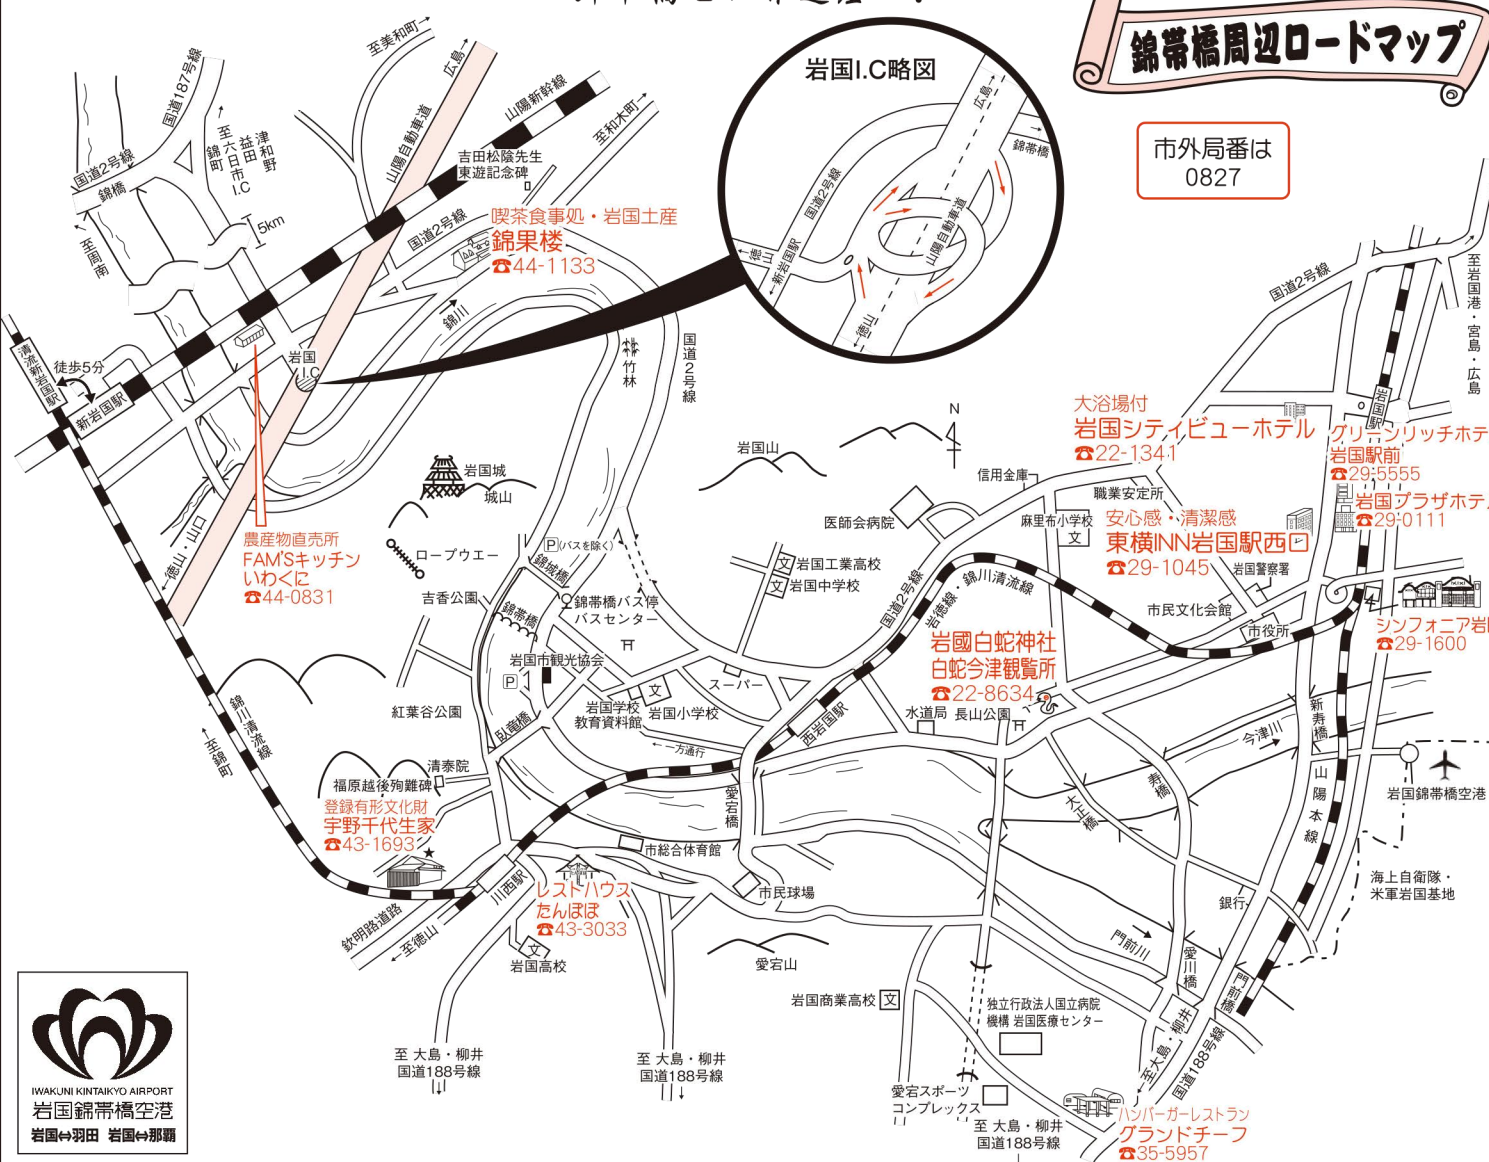 錦帯橋周辺ロードマップ
市外局番は
0827
岩国I.C略図
広島
錦帯橋
国道2号線
山陽自動車道
徳山
新岩国駅
徳山
至美和町
広島
国道187号線
山陽自動車道
山陽新幹線
至和木町
吉田松陰先生
東遊記念碑
津和野
益田
至六日市I.C
錦町
国道2号線
錦橋
5km
至周南
国道2号線
喫茶食事処・岩国土産
錦果楼
☎44-1133
錦川
国道2号線
竹林
岩国
I.C
清流新岩国駅
徒歩5分
新岩国駅
徳山・山口
農産物直売所
FAM'Sキッチン
いわくに
☎44-0831
岩国城
城山
ロープウエー
岩国山
N
P(バスを除く)
錦城橋
吉香公園
錦帯橋
錦帯橋バス停
バスセンター
岩国市観光協会
P
紅葉谷公園
臥竜橋
岩国学校
教育資料館
文
岩国小学校
スーパー
一方通行
西岩国駅
文
岩国工業高校
文
岩国中学校
医師会病院
信用金庫
国道2号線
岩徳線・錦川清流線
麻里布小学校
文
職業安定所
大浴場付
岩国シティビューホテル
☎22-1341
グリーンリッチホテ
岩国駅前
☎29-5555
岩国プラザホテ
☎29-0111
安心感・清潔感
東横INN岩国駅西口
☎29-1045
岩国警察署
市民文化会館
市役所
シンフォニア岩
☎29-1600
国道2号線
至岩国港・宮島・広島
岩国駅
岩國白蛇神社
白蛇今津観覧所
☎22-8634
水道局
長山公園
今津川
新寿橋
寿橋
大正橋
山陽本線
岩国錦帯橋空港
海上自衛隊・
米軍岩国基地
銀行
錦川清流線
至錦町
清泰院
福原越後殉難碑
登録有形文化財
宇野千代生家
☎43-1693
★
欽明路道路
至徳山
川西駅
愛宕橋
市総合体育館
市民球場
レストハウス
たんぽぽ
☎43-3033
文
岩国高校
愛宕山
門前川
愛川橋
門前橋
岩国商業高校
文
独立行政法人国立病院
機構 岩国医療センター
愛宕スポーツ
コンプレックス
至 大島・柳井
国道188号線
至 大島・柳井
国道188号線
至 大島・柳井
国道188号線
至大島・柳井
国道188号線
ハンバーガーレストラン
グランドチーフ
☎35-5957
IWAKUNI KINTAIKYO AIRPORT
岩国錦帯橋空港
岩国⇔羽田 岩国⇔那覇